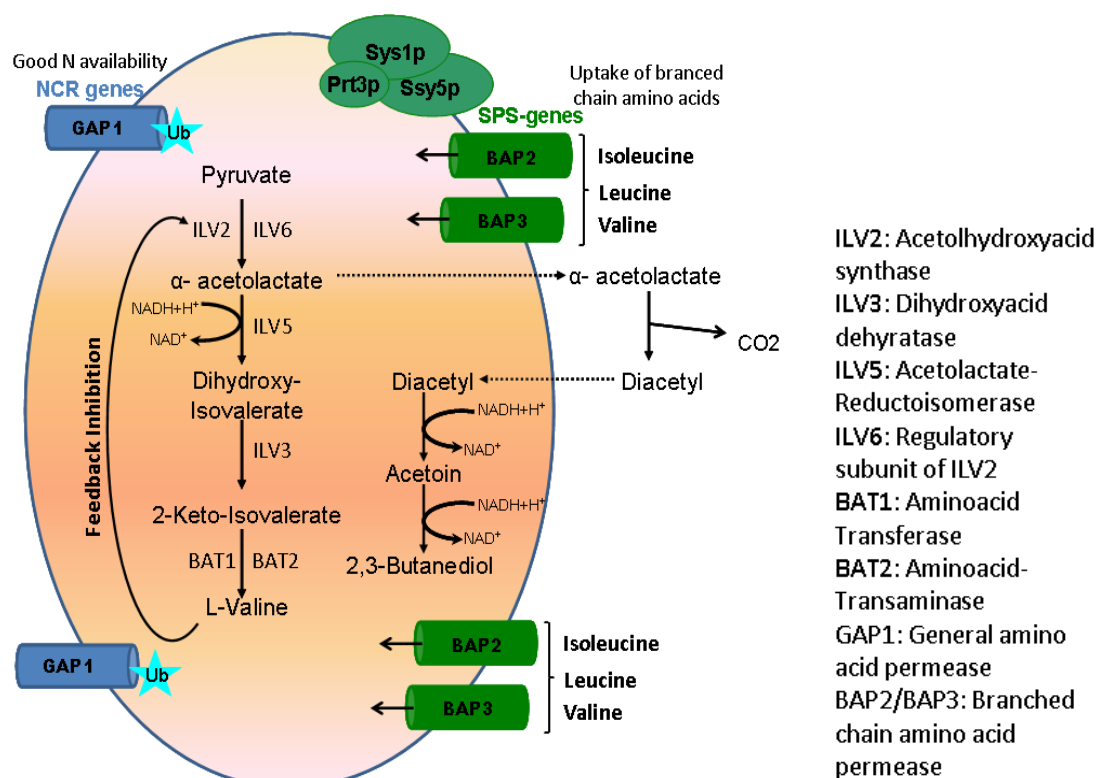 Good N availability
NCR genes
GAP1
Ub
Sys1p
Prt3p
Ssy5p
Uptake of branced
chain amino acids
SPS-genes
BAP2
BAP3
Isoleucine
Leucine
Valine
Pyruvate
ILV2
ILV6
α- acetolactate
α- acetolactate
NADH+H+
NAD+
ILV5
CO2
Dihydroxy-
Isovalerate
Diacetyl
Diacetyl
NADH+H+
NAD+
ILV3
Acetoin
Feedback Inhibition
2-Keto-Isovalerate
NADH+H+
NAD+
BAT1
BAT2
2,3-Butanediol
L-Valine
GAP1
Ub
BAP2
BAP3
Isoleucine
Leucine
Valine
ILV2: Acetolhydroxyacid
synthase
ILV3: Dihydroxyacid
dehyratase
ILV5: Acetolactate-
Reductoisomerase
ILV6: Regulatory
subunit of ILV2
BAT1: Aminoacid
Transferase
BAT2: Aminoacid-
Transaminase
GAP1: General amino
acid permease
BAP2/BAP3: Branched
chain amino acid
permease